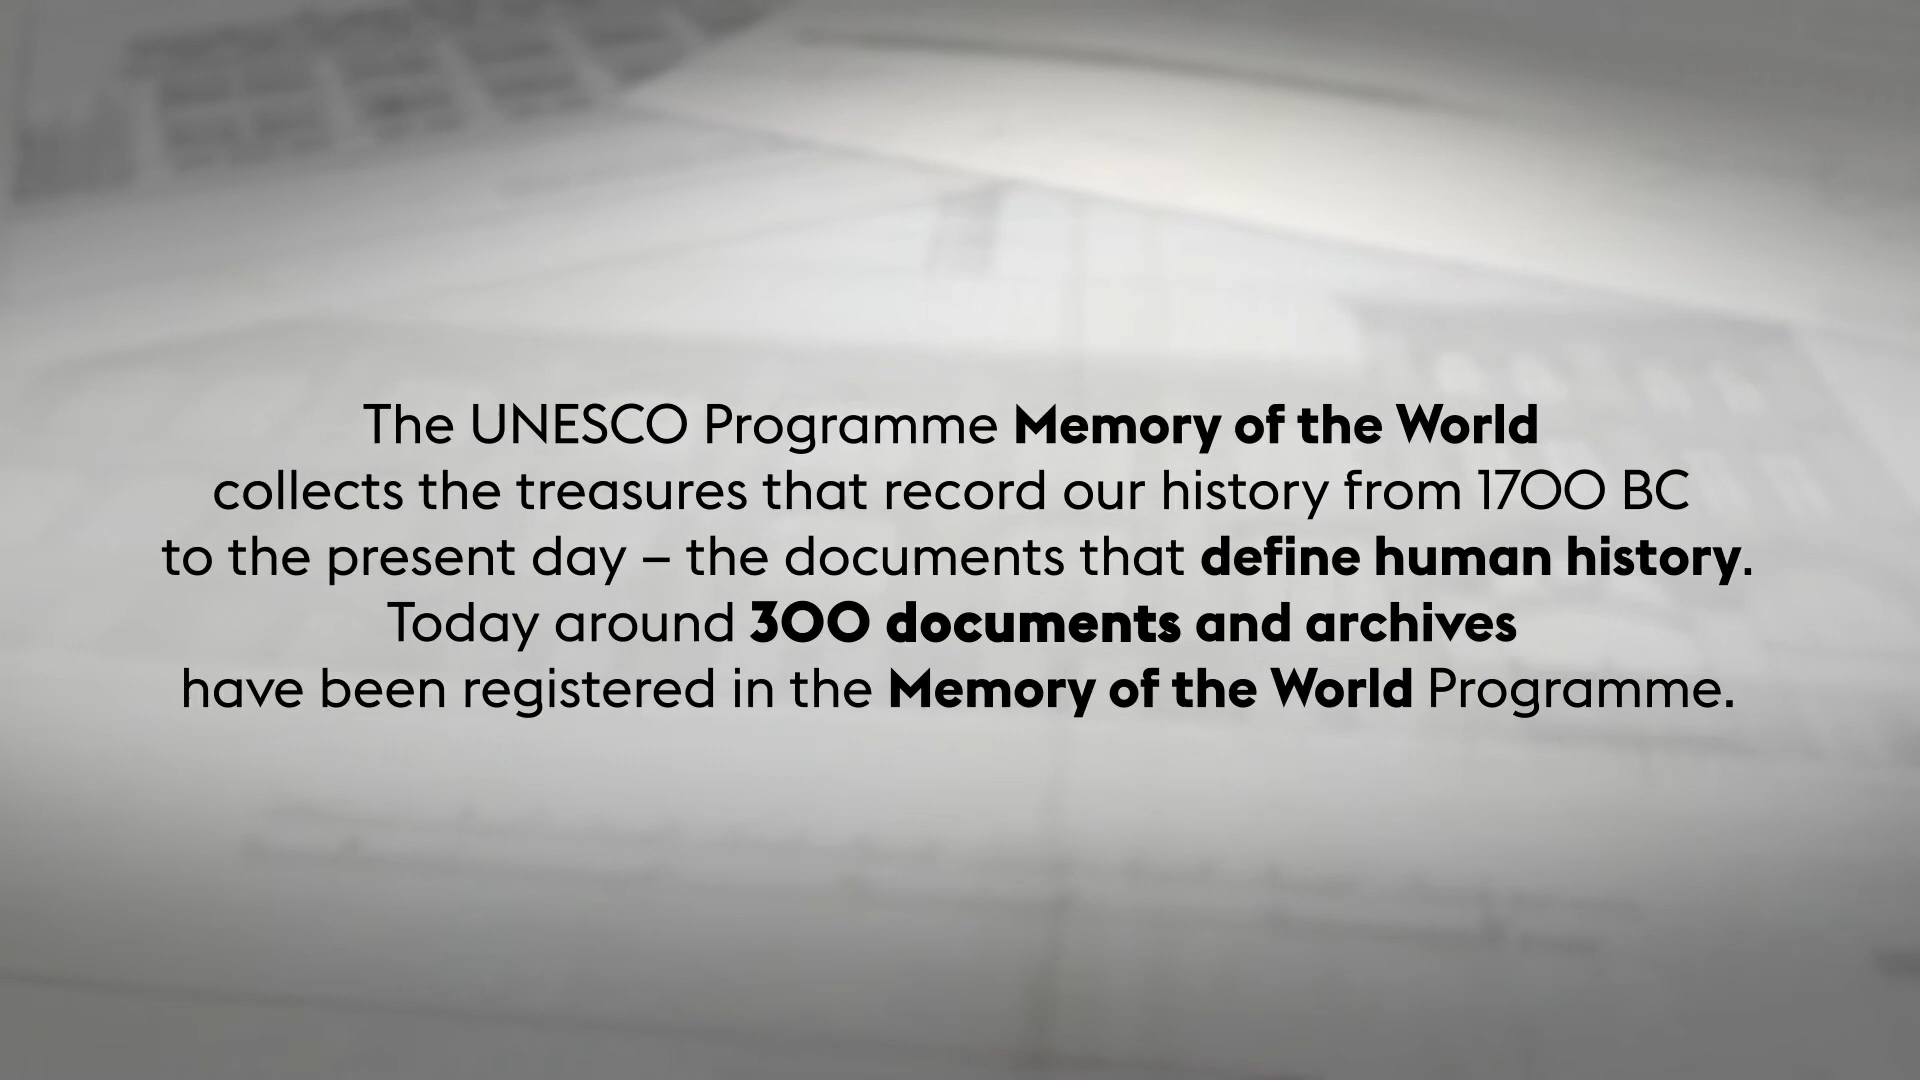 The UNESCO Programme Memory of the World
collects the treasures that record our history from 1700 BC
to the present day – the documents that define human history.
Today around 300 documents and archives
have been registered in the Memory of the World Programme.